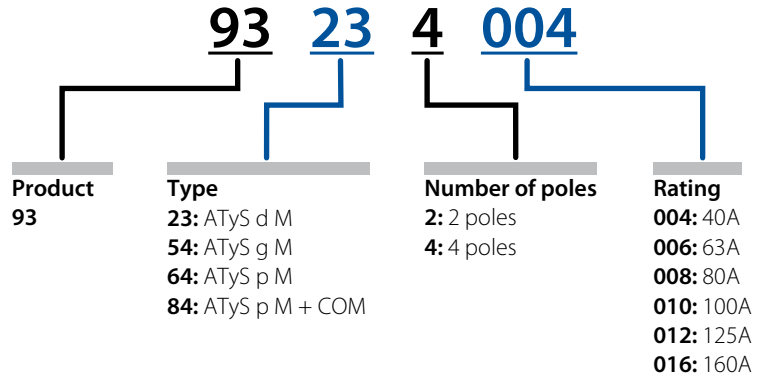 93 23 4 004
Product
93
Type
23: ATyS d M
54: ATyS g M
64: ATyS p M
84: ATyS p M + COM
Number of poles
2: 2 poles
4: 4 poles
Rating
004: 40A
006: 63A
008: 80A
010: 100A
012: 125A
016: 160A